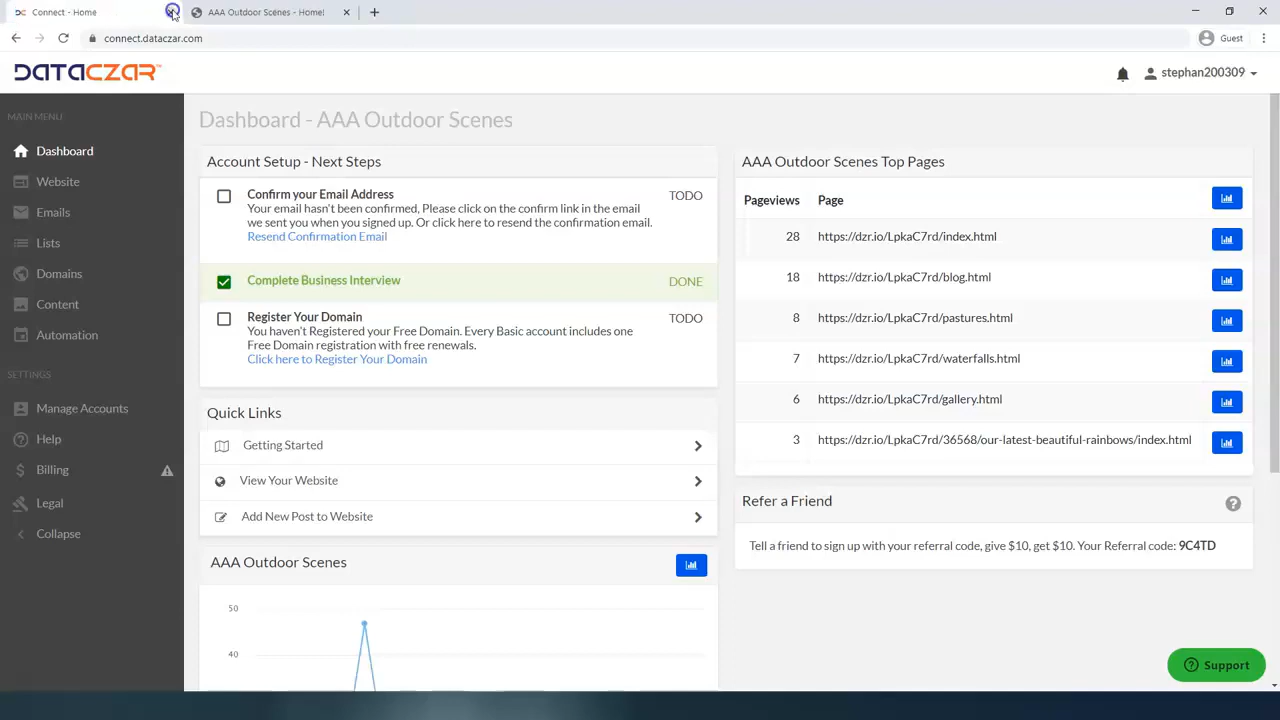 Connect - Home
AAA Outdoor Scenes - Home!
connect.dataczar.com
Guest
DATACZAR™
stephan200309
MAIN MENU
Dashboard
Website
Emails
Lists
Domains
Content
Automation
SETTINGS
Manage Accounts
Help
Billing
Legal
Collapse
Dashboard - AAA Outdoor Scenes
Account Setup - Next Steps
Confirm your Email Address
TODO
Your email hasn't been confirmed, Please click on the confirm link in the email
we sent you when you signed up. Or click here to resend the confirmation email.
Resend Confirmation Email
Complete Business Interview
DONE
Register Your Domain
TODO
You haven't Registered your Free Domain. Every Basic account includes one
Free Domain registration with free renewals.
Click here to Register Your Domain
Quick Links
Getting Started
View Your Website
Add New Post to Website
AAA Outdoor Scenes
50
40
AAA Outdoor Scenes Top Pages
Pageviews Page
28 https://dzr.io/LpkaC7rd/index.html
18 https://dzr.io/LpkaC7rd/blog.html
8 https://dzr.io/LpkaC7rd/pastures.html
7 https://dzr.io/LpkaC7rd/waterfalls.html
6 https://dzr.io/LpkaC7rd/gallery.html
3 https://dzr.io/LpkaC7rd/36568/our-latest-beautiful-rainbows/index.html
Refer a Friend
Tell a friend to sign up with your referral code, give $10, get $10. Your Referral code: 9C4TD
Support